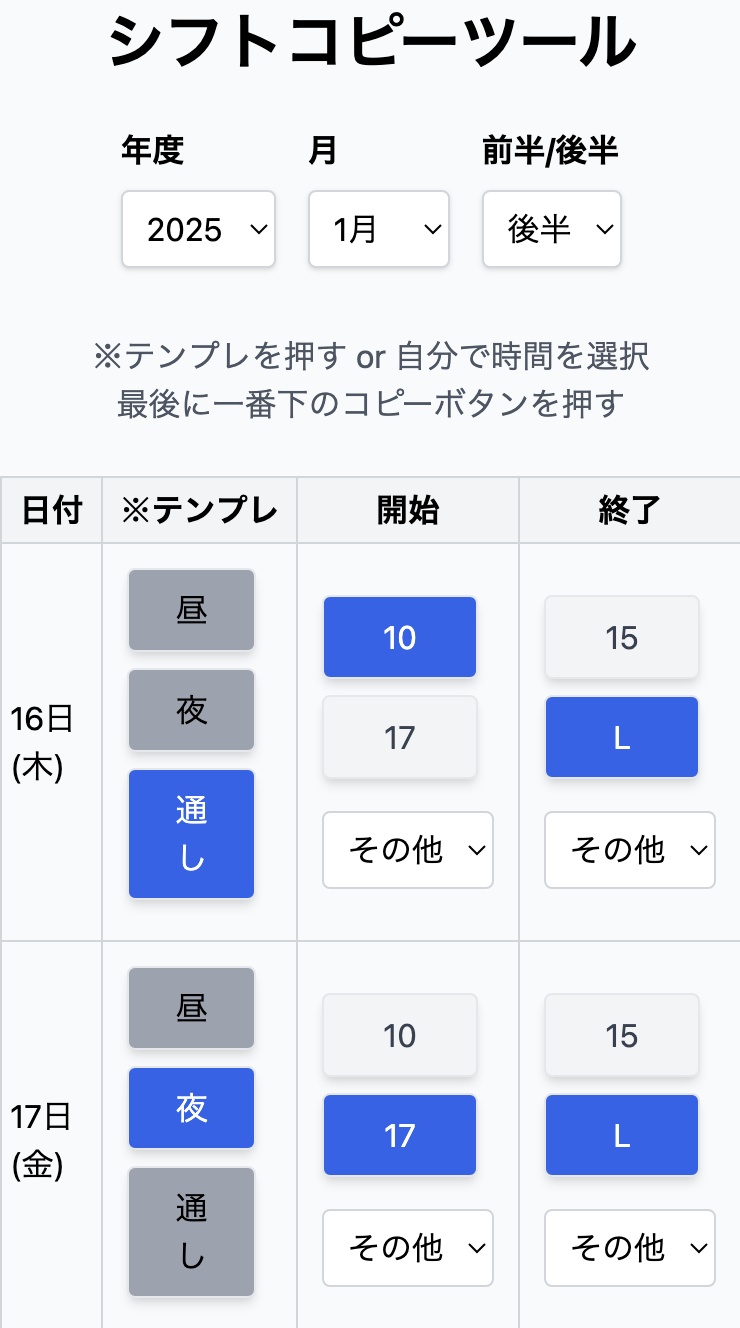 シフトコピーツール
年度 月 前半/後半
2025 1月 後半
※テンプレを押す or 自分で時間を選択
最後に一番下のコピーボタンを押す
日付 ※テンプレ 開始 終了
16日
(木)
昼
夜
通
し
10
17
その他
15
L
その他
17日
(金)
昼
夜
通
し
10
17
その他
15
L
その他